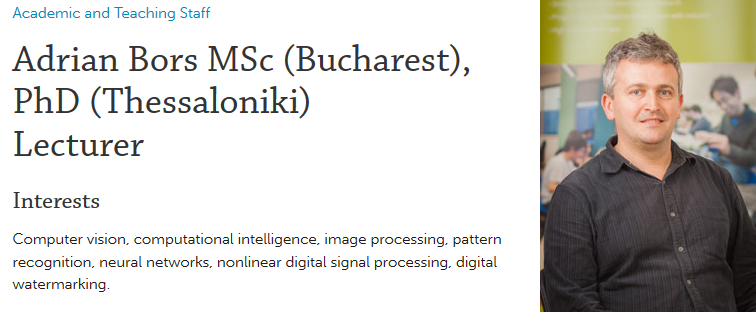 Academic and Teaching Staff
Adrian Bors MSc (Bucharest),
PhD (Thessaloniki)
Lecturer
Interests
Computer vision, computational intelligence, image processing, pattern
recognition, neural networks, nonlinear digital signal processing, digital
watermarking.